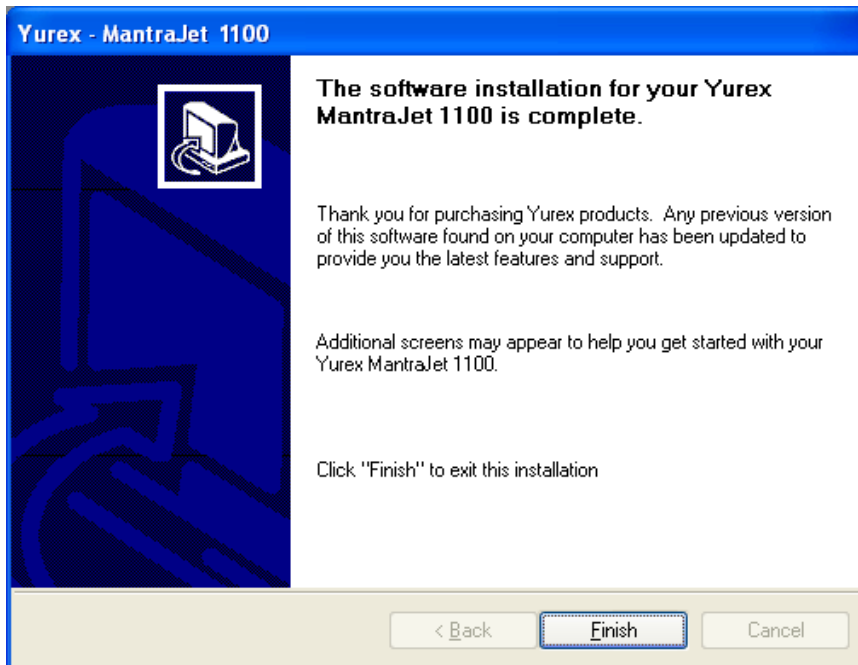 Yurex - MantraJet 1100
The software installation for your Yurex
MantraJet 1100 is complete.
Thank you for purchasing Yurex products. Any previous version
of this software found on your computer has been updated to
provide you the latest features and support.
Additional screens may appear to help you get started with your
Yurex MantraJet 1100.
Click "Finish" to exit this installation
< Back Finish Cancel